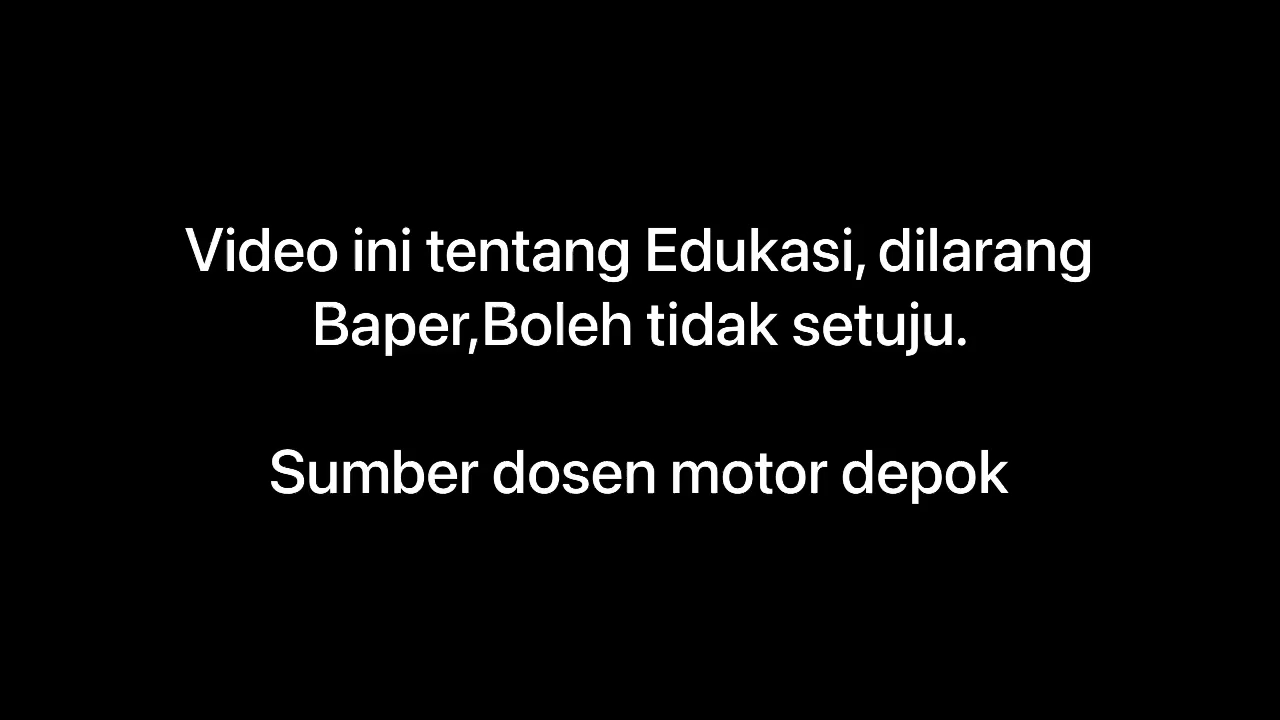 Video ini tentang Edukasi, dilarang
Baper,Boleh tidak setuju.
Sumber dosen motor depok